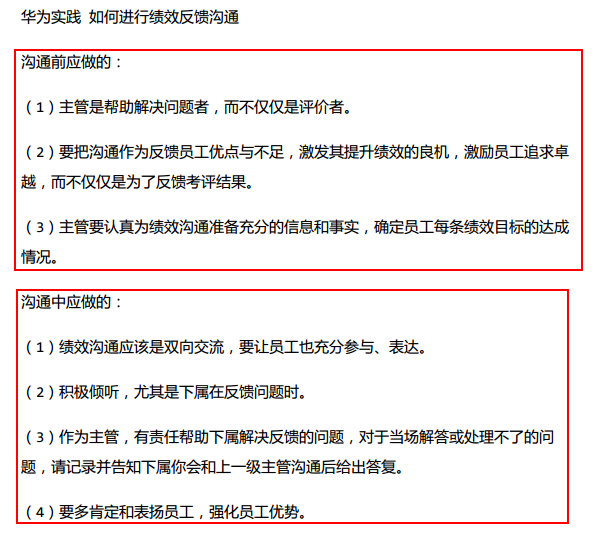 华为实践 如何进行绩效反馈沟通
沟通前应做的：
（1）主管是帮助解决问题者，而不仅仅是评价者。
（2）要把沟通作为反馈员工优点与不足，激发其提升绩效的良机，激励员工追求卓
越，而不仅仅是为了反馈考评结果。
（3）主管要认真为绩效沟通准备充分的信息和事实，确定员工每条绩效目标的达成
情况。
沟通中应做的：
（1）绩效沟通应该是双向交流，要让员工也充分参与、表达。
（2）积极倾听，尤其是下属在反馈问题时。
（3）作为主管，有责任帮助下属解决反馈的问题，对于当场解答或处理不了的问
题，请记录并告知下属你会和上一级主管沟通后给出答复。
（4）要多肯定和表扬员工，强化员工优势。